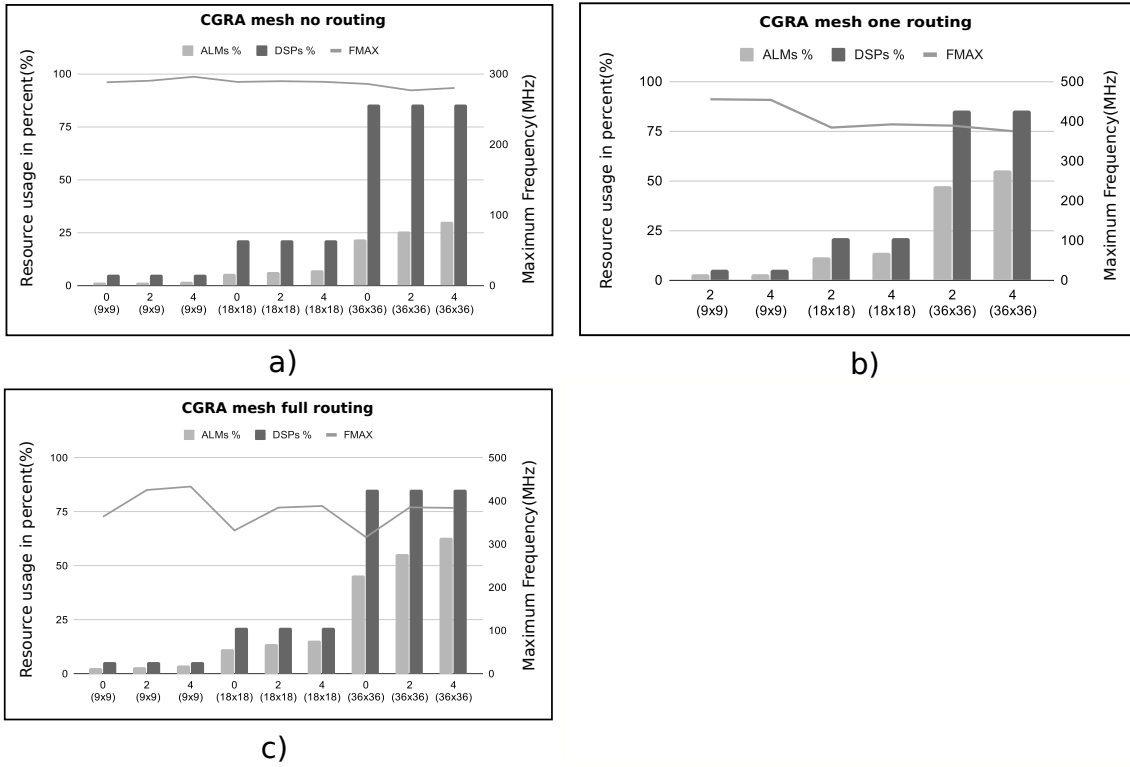 CGRA mesh no routing
ALMs % DSPs % FMAX
Resource usage in percent(%)
100
75
50
25
0
300
200
100
0
Maximum Frequency(MHz)
0 2 4 0 2 4 0 2 4
(9x9) (9x9) (9x9) (18x18) (18x18) (18x18) (36x36) (36x36) (36x36)
a)
CGRA mesh one routing
ALMs % DSPs % FMAX
Resource usage in percent(%)
100
75
50
25
0
500
400
300
200
100
0
Maximum Frequency(MHz)
2 4 2 4 2 4
(9x9) (9x9) (18x18) (18x18) (36x36) (36x36)
b)
CGRA mesh full routing
ALMs % DSPs % FMAX
Resource usage in percent(%)
100
75
50
25
0
500
400
300
200
100
0
Maximum Frequency(MHz)
0 2 4 0 2 4 0 2 4
(9x9) (9x9) (9x9) (18x18) (18x18) (18x18) (36x36) (36x36) (36x36)
c)